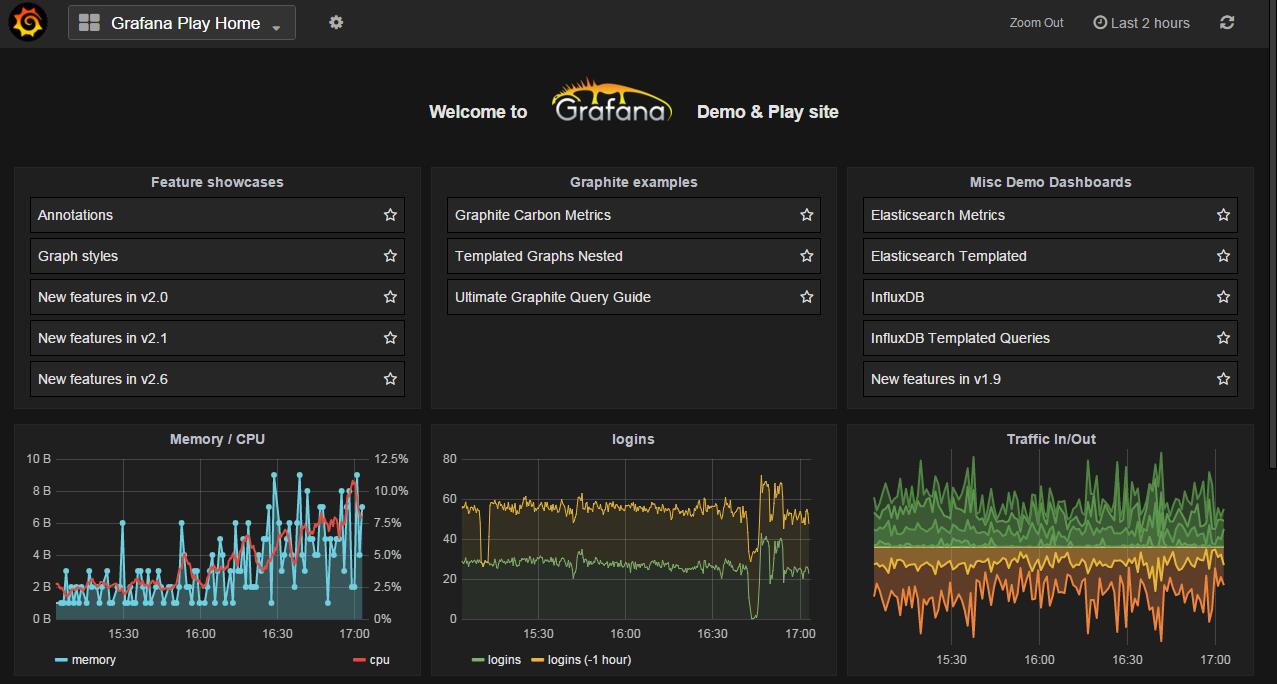 Grafana Play Home
Zoom Out
Last 2 hours
Welcome to Grafana Demo & Play site
Feature showcases
Annotations
Graph styles
New features in v2.0
New features in v2.1
New features in v2.6
Graphite examples
Graphite Carbon Metrics
Templated Graphs Nested
Ultimate Graphite Query Guide
Misc Demo Dashboards
Elasticsearch Metrics
Elasticsearch Templated
InfluxDB
InfluxDB Templated Queries
New features in v1.9
Memory / CPU
10 B
8 B
6 B
4 B
2 B
0 B
12.5%
10.0%
7.5%
5.0%
2.5%
0%
15:30 16:00 16:30 17:00
memory cpu
logins
80
60
40
20
0
15:30 16:00 16:30 17:00
logins logins (-1 hour)
Traffic In/Out
15:30 16:00 16:30 17:00